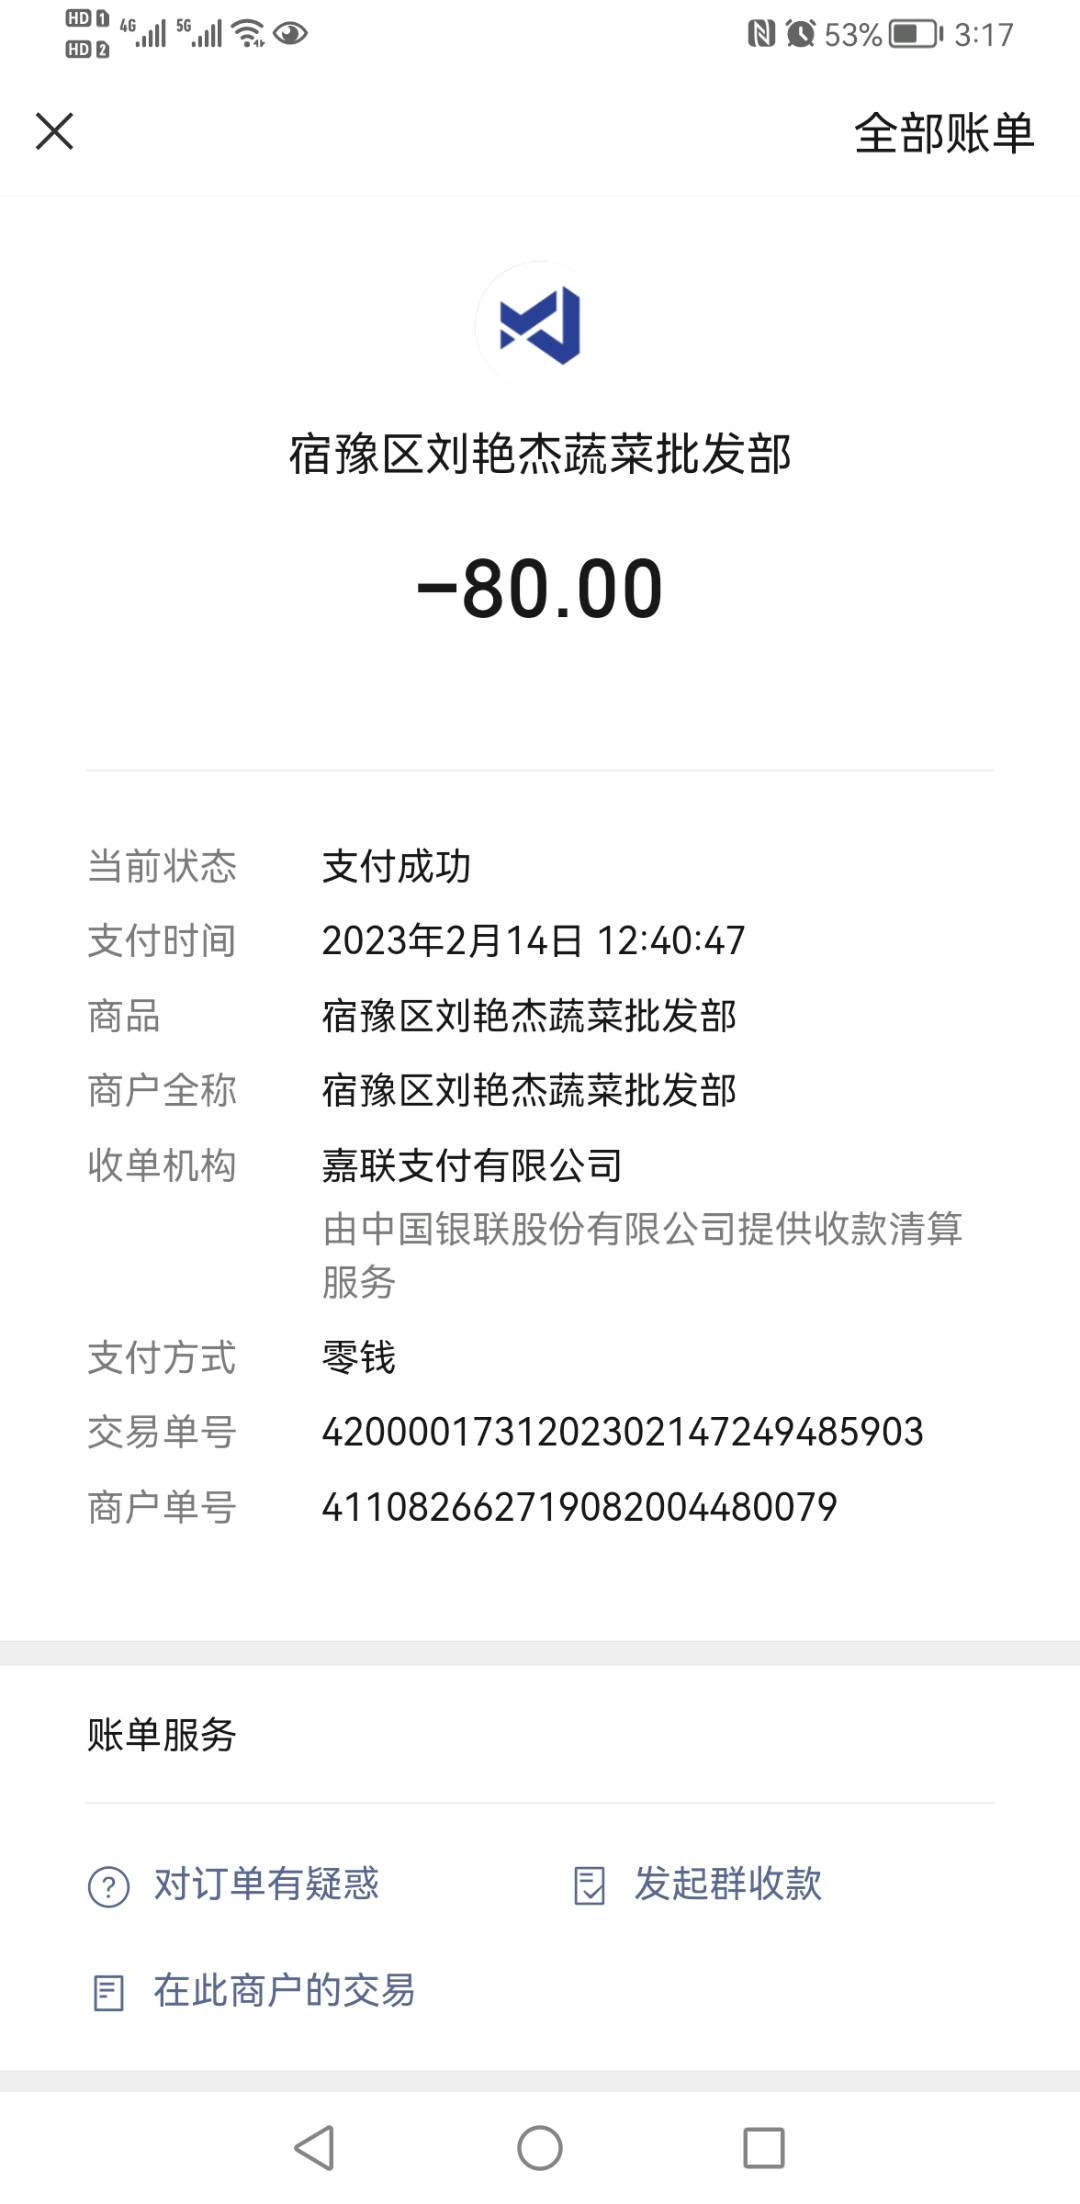 HD 1 4G 5G 53% 3:17
HD 2
全部账单
宿豫区刘艳杰蔬菜批发部
-80.00
当前状态 支付成功
支付时间 2023年2月14日 12:40:47
商品 宿豫区刘艳杰蔬菜批发部
商户全称 宿豫区刘艳杰蔬菜批发部
收单机构 嘉联支付有限公司
由中国银联股份有限公司提供收款清算
服务
支付方式 零钱
交易单号 4200001731202302147249485903
商户单号 411082662719082004480079
账单服务
对订单有疑惑 发起群收款
在此商户的交易